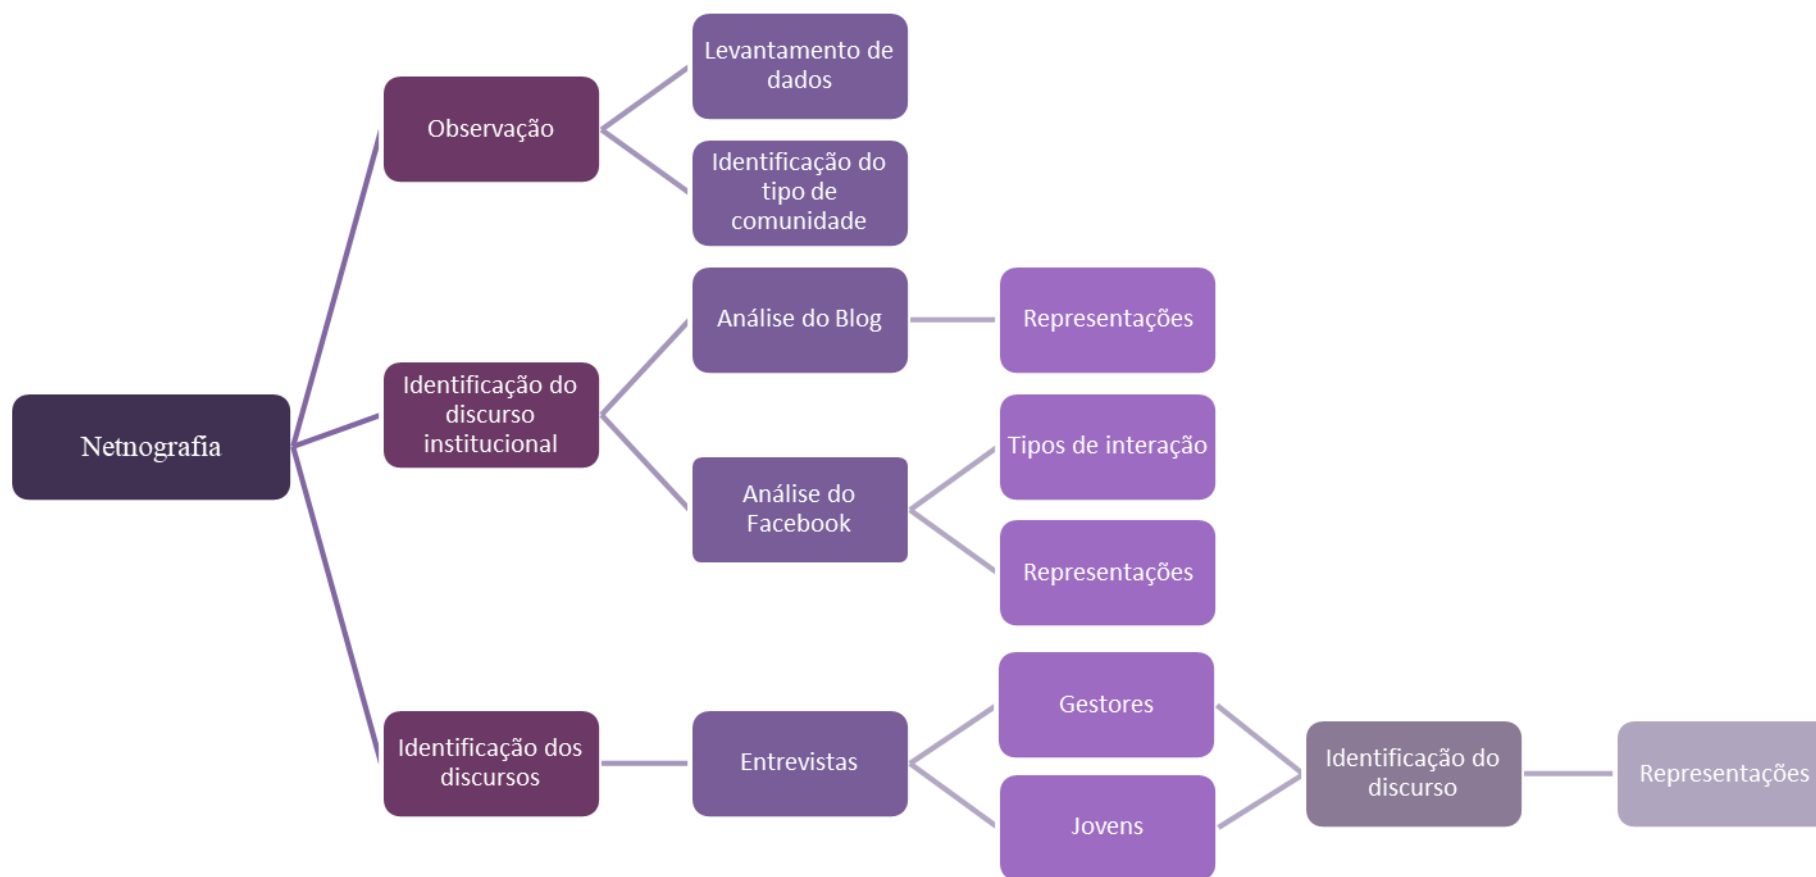 Netnografia
Observação
Levantamento de
dados
Identificação do
tipo de
comunidade
Identificação do
discurso
institucional
Análise do Blog
Representações
Análise do
Facebook
Tipos de interação
Representações
Identificação dos
discursos
Entrevistas
Gestores
Jovens
Identificação do
discurso
Representações